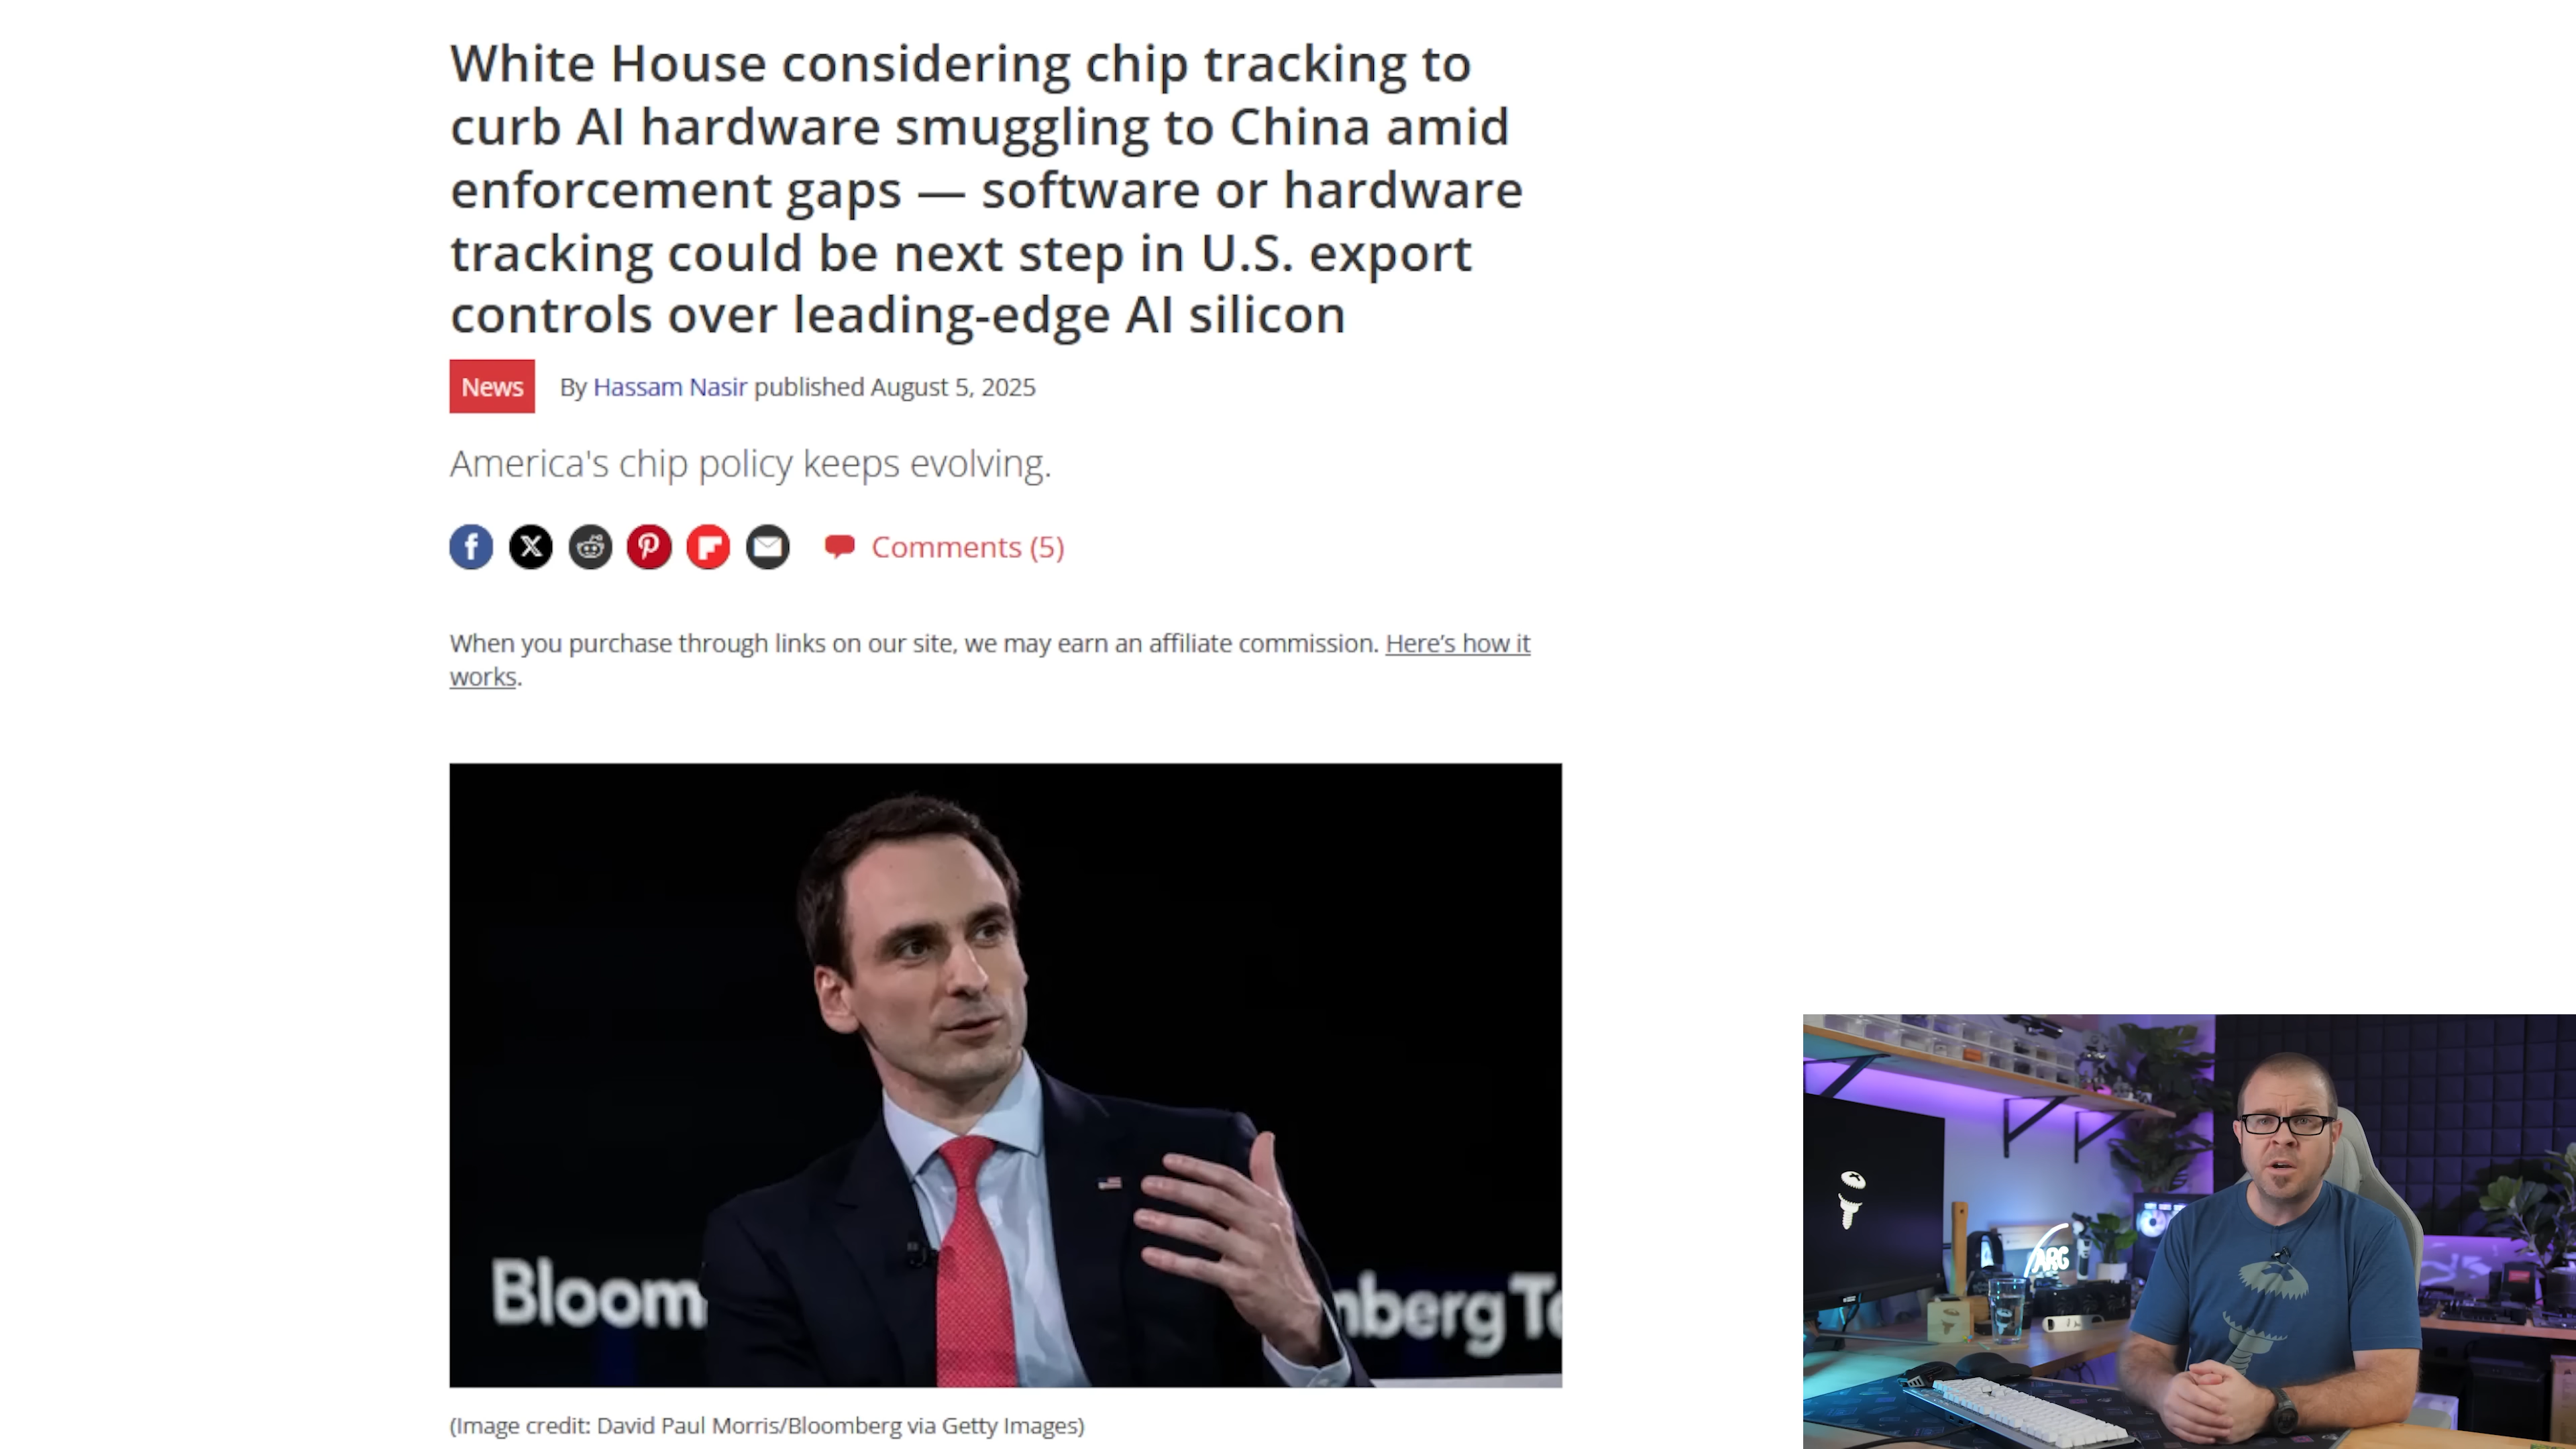 White House considering chip tracking to
curb AI hardware smuggling to China amid
enforcement gaps — software or hardware
tracking could be next step in U.S. export
controls over leading-edge AI silicon
News By Hassam Nasir published August 5, 2025
America's chip policy keeps evolving.
Comments (5)
When you purchase through links on our site, we may earn an affiliate commission. Here's how it
works.
Bloom nberg Te
ARG
(Image credit: David Paul Morris/Bloomberg via Getty Images)